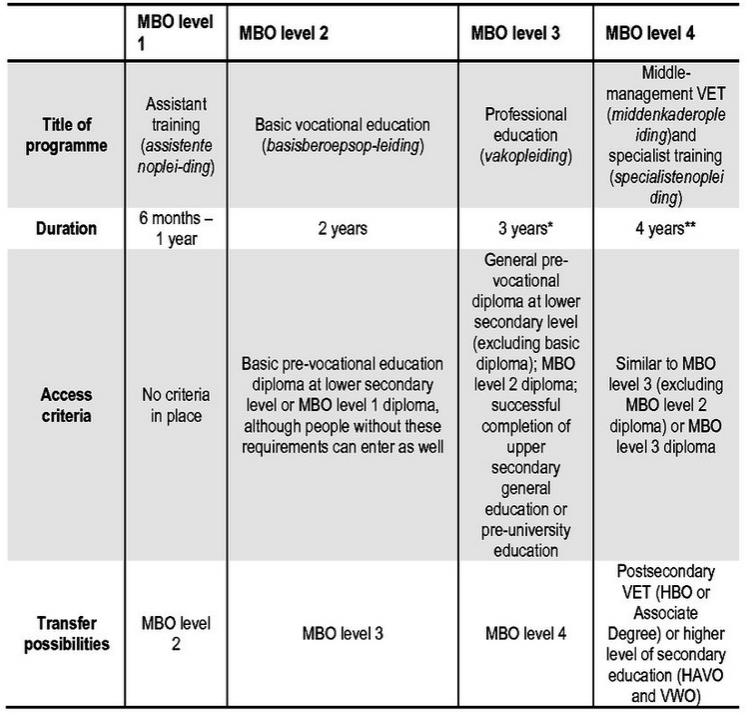 MBO level
1
MBO level 2
MBO level 3
MBO level 4
Title of
programme
Assistant
training
(assistente
noplei-ding)
Basic vocational education
(basisberoepsop-leiding)
Professional
education
(vakopleiding)
Middle-
management VET
(middenkaderople
iding)and
specialist training
(specialistenoplei
ding)
Duration
6 months –
1 year
2 years
3 years*
4 years**
Access
criteria
No criteria
in place
Basic pre-vocational education
diploma at lower secondary
level or MBO level 1 diploma,
although people without these
requirements can enter as well
General pre-
vocational
diploma at lower
secondary level
(excluding basic
diploma); MBO
level 2 diploma;
successful
completion of
upper
secondary
general
education or
pre-university
education
Similar to MBO
level 3 (excluding
MBO level 2
diploma) or MBO
level 3 diploma
Transfer
possibilities
MBO level
2
MBO level 3
MBO level 4
Postsecondary
VET (HBO or
Associate
Degree) or higher
level of secondary
education (HAVO
and VWO)